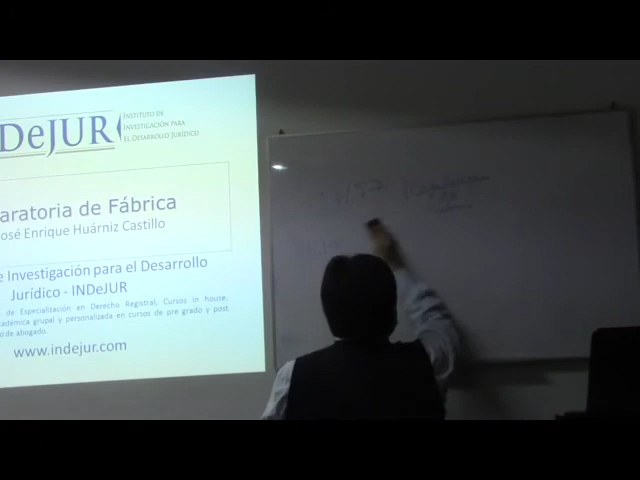 NDeJUR
INSTITUTO DE
INVESTIGACIÓN PARA
EL DESARROLLO JURÍDICO
aratoria de Fábrica
osé Enrique Huárniz Castillo
e Investigación para el Desarrollo
Jurídico - INDeJUR
de Especialización en Derecho Registral, Cursos in house,
cadémica grupal y personalizada en cursos de pre grado y post
de abogado.
www.indejur.com